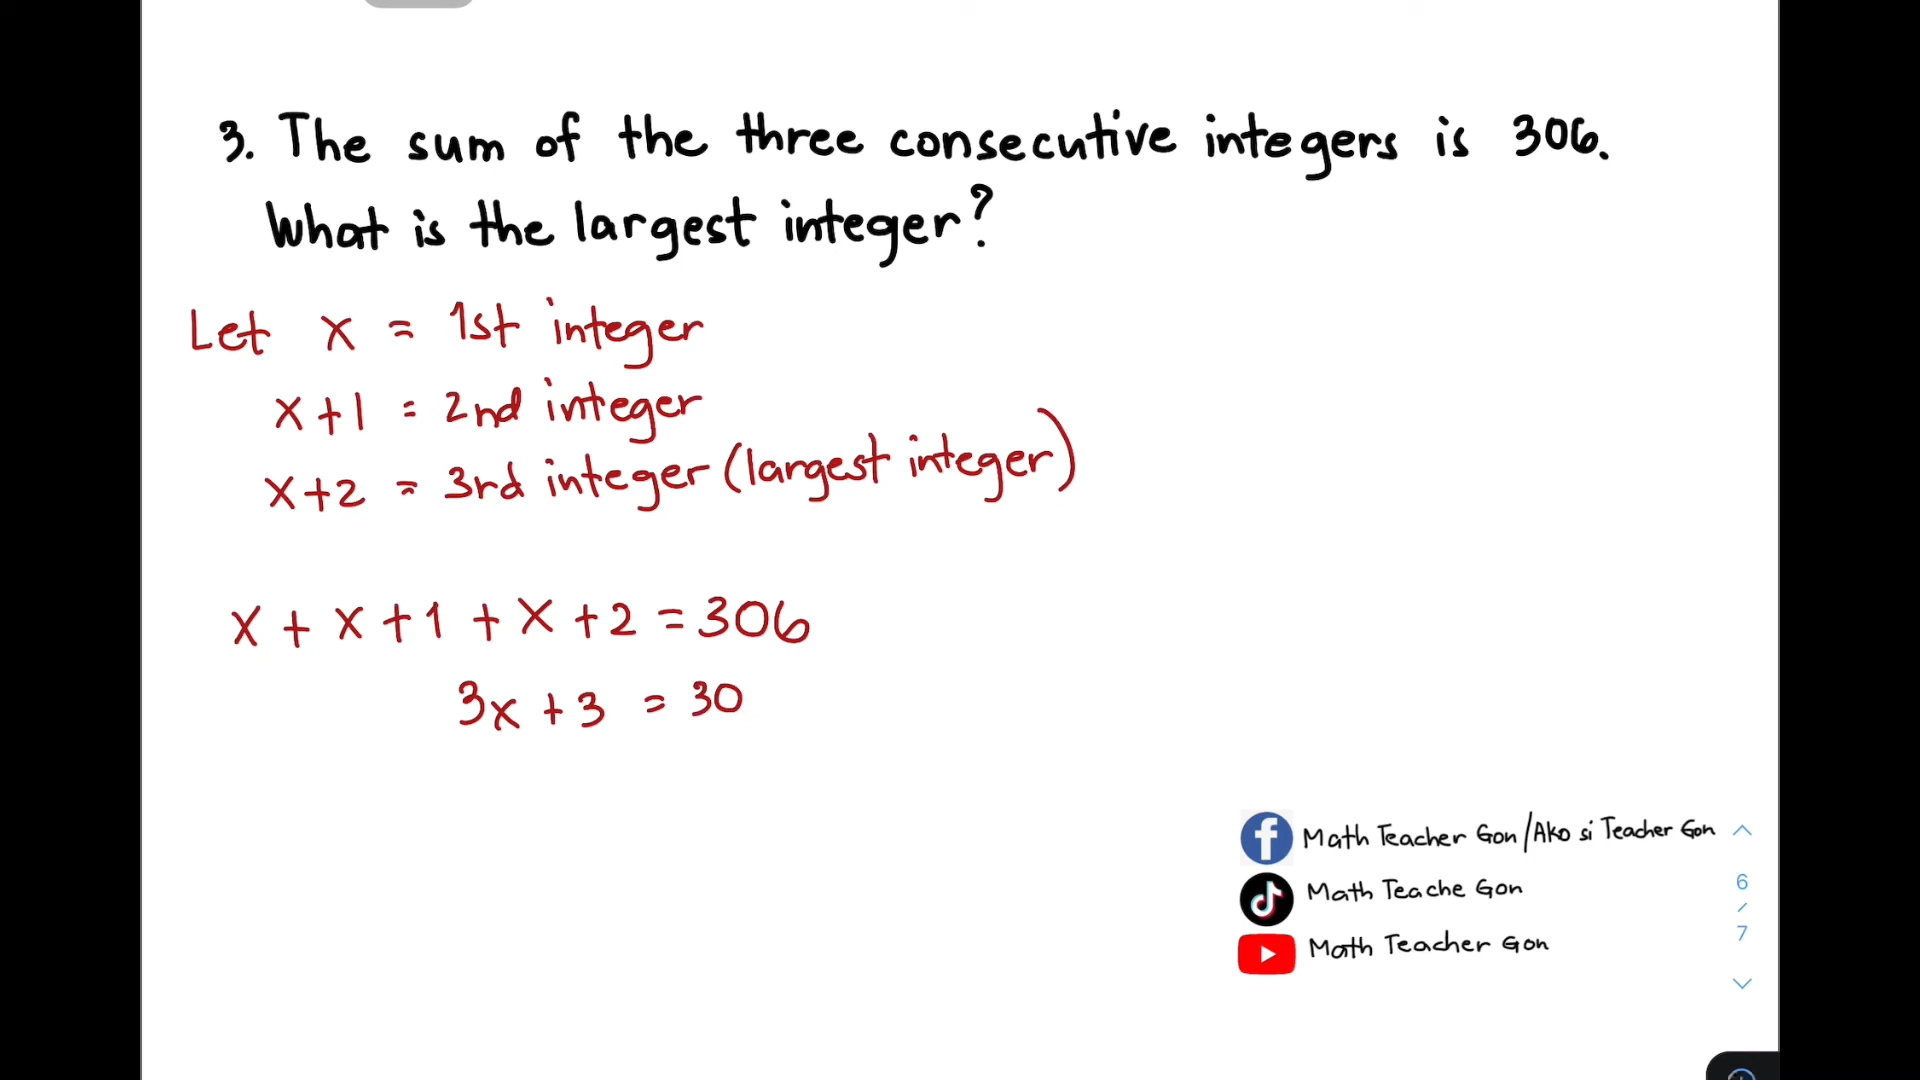 3. The sum of the three consecutive integers is 306.
What is the largest integer?
Let x = 1st integer
x+1 = 2nd integer
x+2 = 3rd integer (largest integer)
x + x + 1 + x + 2 = 306
3x + 3 = 30
Math Teacher Gon/Ako si Teacher Gon
Math Teache Gon
Math Teacher Gon
6
/
7